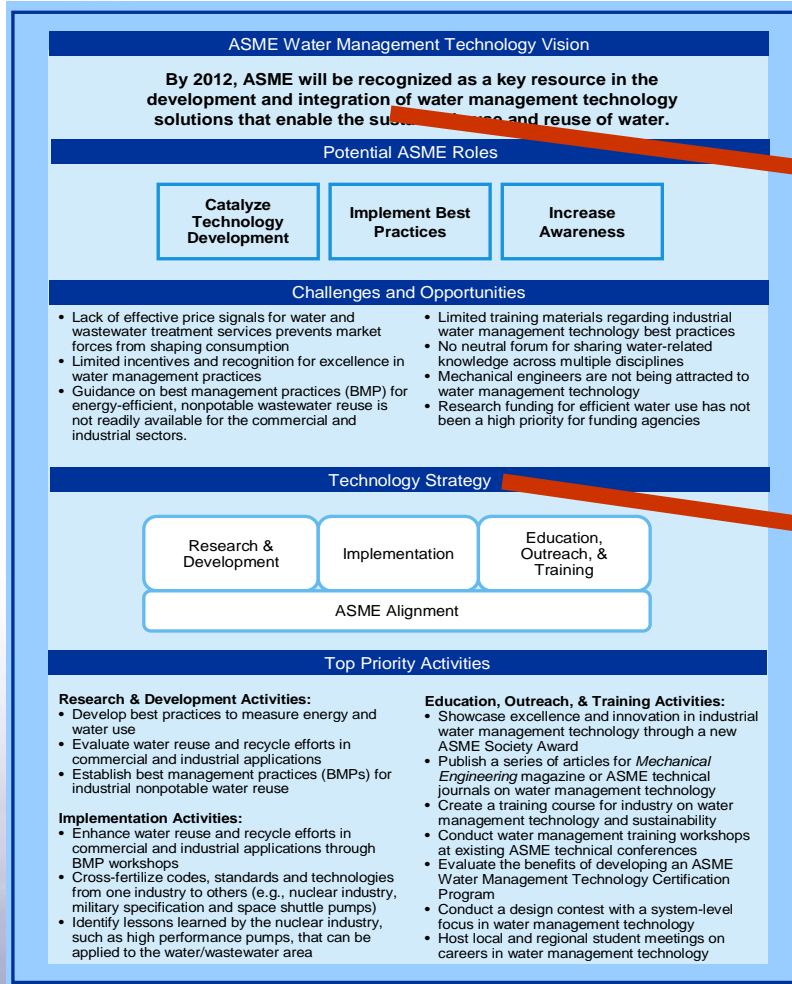 ASME Water Management Technology Vision
By 2012, ASME will be recognized as a key resource in the
development and integration of water management technology
solutions that enable the use and reuse of water.
Potential ASME Roles
Catalyze
Technology
Development
Implement Best
Practices
Increase
Awareness
Challenges and Opportunities
• Lack of effective price signals for water and
wastewater treatment services prevents market
forces from shaping consumption
• Limited incentives and recognition for excellence in
water management practices
• Guidance on best management practices (BMP) for
energy-efficient, nonpotable wastewater reuse is
not readily available for the commercial and
industrial sectors.
• Limited training materials regarding industrial
water management technology best practices
• No neutral forum for sharing water-related
knowledge across multiple disciplines
• Mechanical engineers are not being attracted to
water management technology
• Research funding for efficient water use has not
been a high priority for funding agencies
Technology Strategy
Research &
Development
Implementation
Education,
Outreach, &
Training
ASME Alignment
Top Priority Activities
Research & Development Activities:
• Develop best practices to measure energy and
water use
• Evaluate water reuse and recycle efforts in
commercial and industrial applications
• Establish best management practices (BMPs) for
industrial nonpotable water reuse
Implementation Activities:
• Enhance water reuse and recycle efforts in
commercial and industrial applications through
BMP workshops
• Cross-fertilize codes, standards and technologies
from one industry to others (e.g., nuclear industry,
military specification and space shuttle pumps)
• Identify lessons learned by the nuclear industry,
such as high performance pumps, that can be
applied to the water/wastewater area
Education, Outreach, & Training Activities:
• Showcase excellence and innovation in industrial
water management technology through a new
ASME Society Award
• Publish a series of articles for Mechanical
Engineering magazine or ASME technical
journals on water management technology
• Create a training course for industry on water
management technology and sustainability
• Conduct water management training workshops
at existing ASME technical conferences
• Evaluate the benefits of developing an ASME
Water Management Technology Certification
Program
• Conduct a design contest with a system-level
focus in water management technology
• Host local and regional student meetings on
careers in water management technology